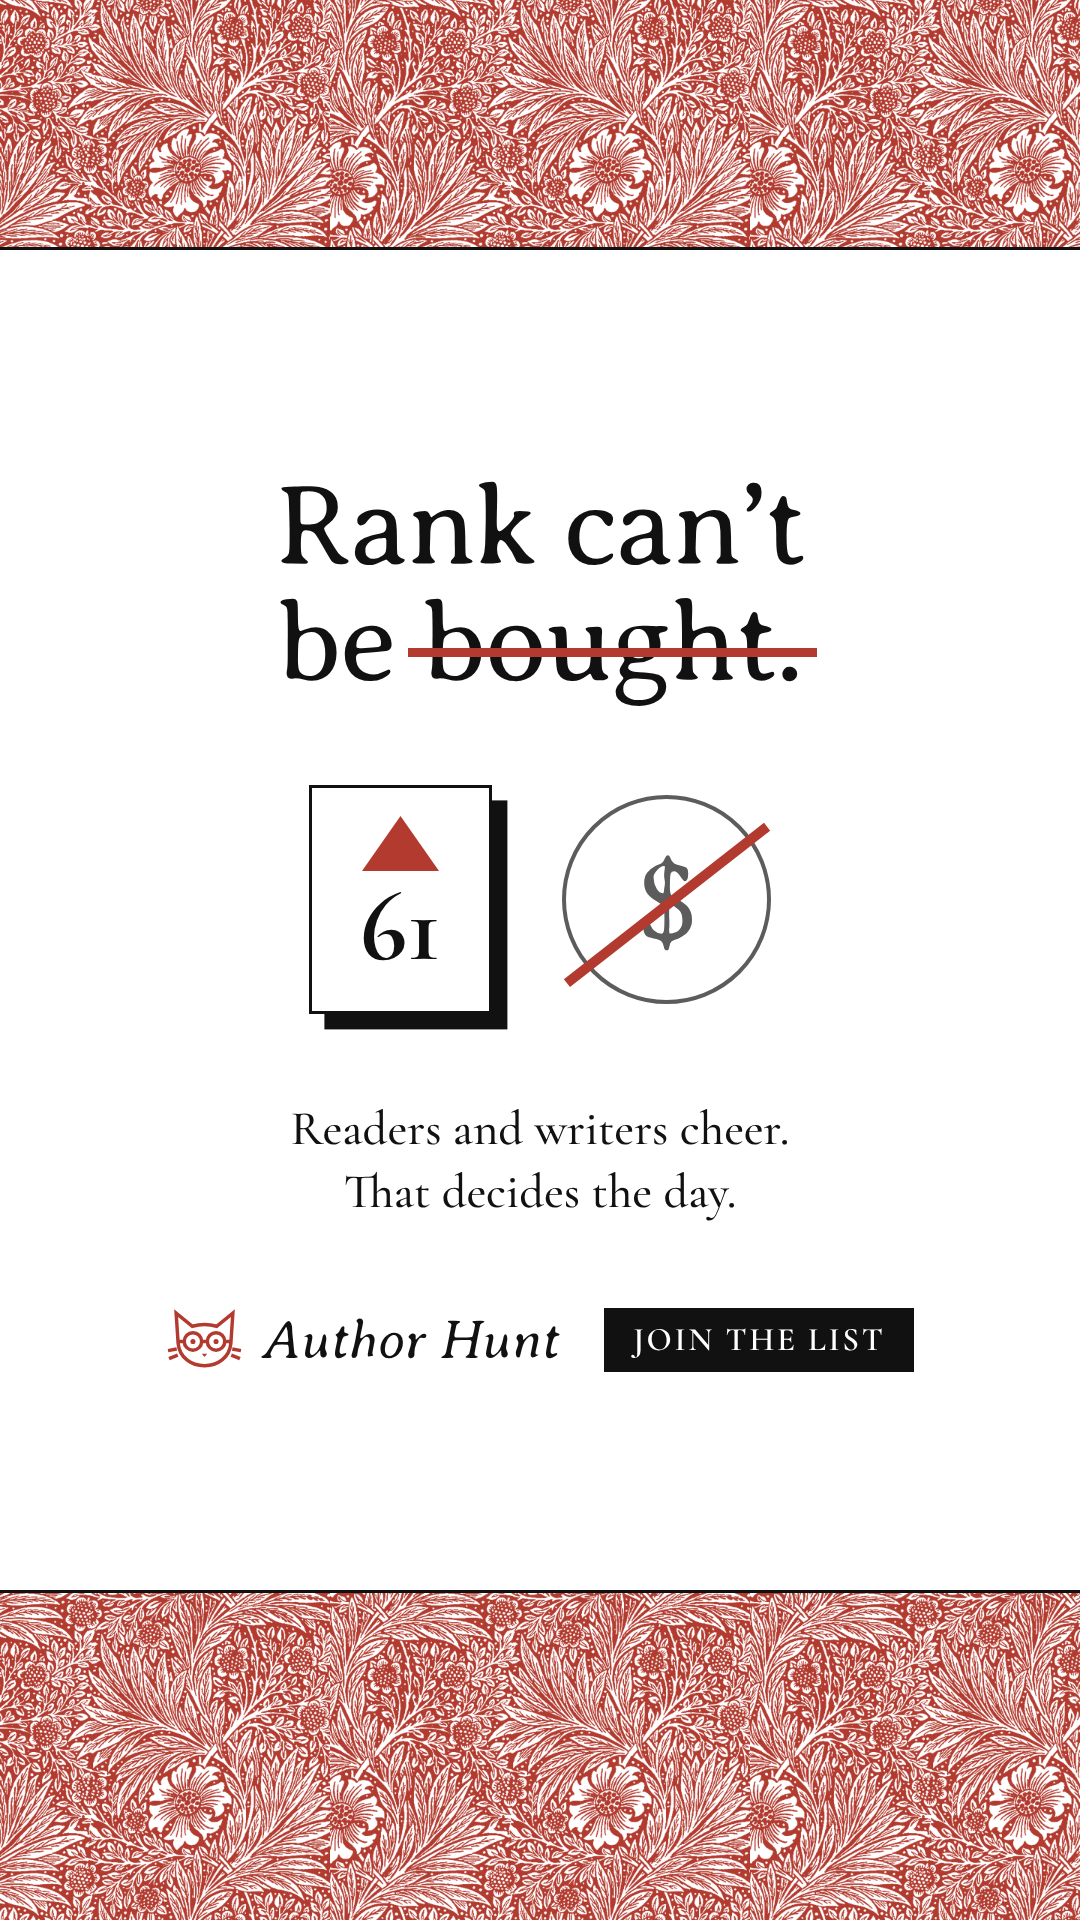 Rank can’t
be bought.
61
$
Readers and writers cheer.
That decides the day.
Author Hunt
JOIN THE LIST